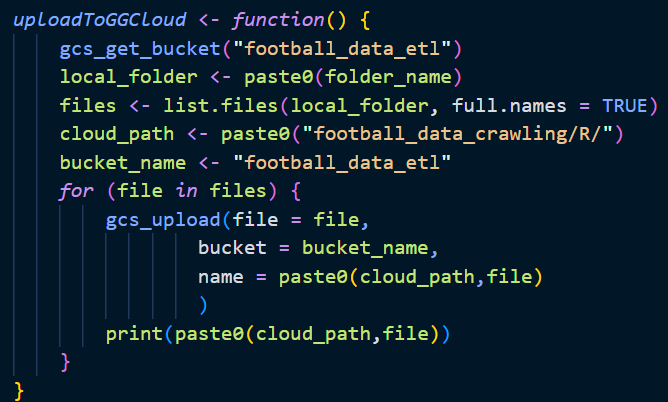 uploadToGGCloud <- function() {
    gcs_get_bucket("football_data_etl")
    local_folder <- paste0(folder_name)
    files <- list.files(local_folder, full.names = TRUE)
    cloud_path <- paste0("football_data_crawling/R/")
    bucket_name <- "football_data_etl"
    for (file in files) {
        gcs_upload(file = file,
                bucket = bucket_name,
                name = paste0(cloud_path,file)
                )
        print(paste0(cloud_path,file))
    }
}